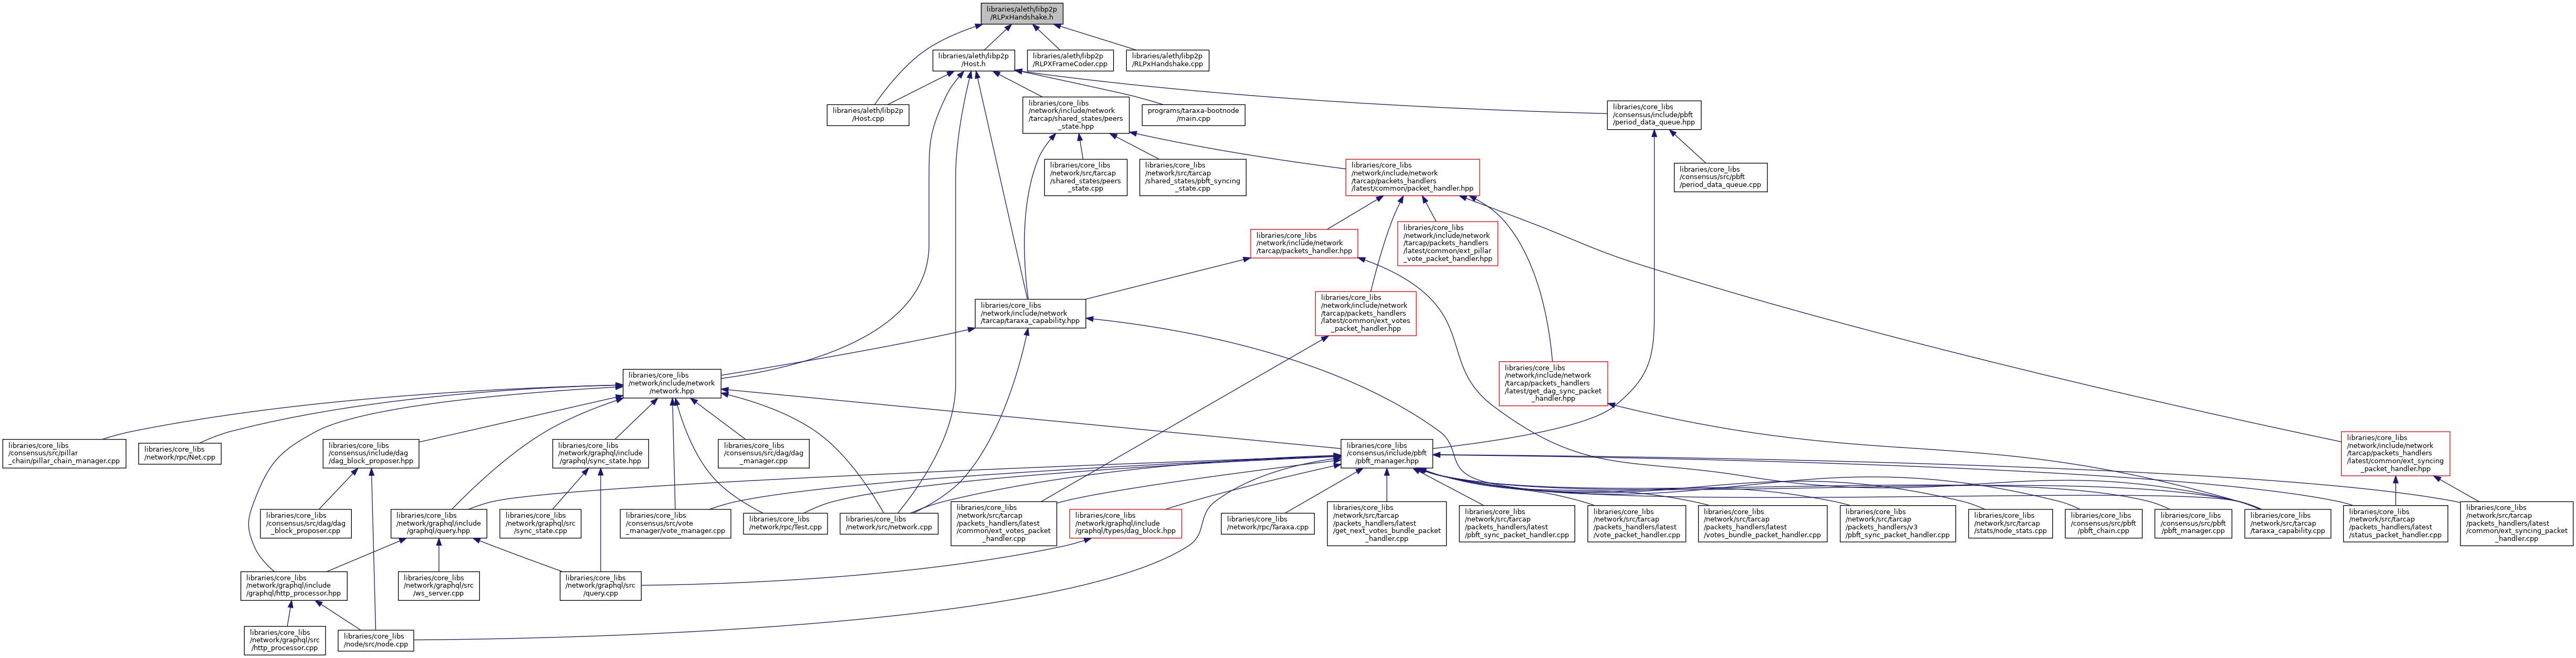 libraries/aleth/libp2p
/RLPxHandshake.h
libraries/aleth/libp2p
/Host.h
libraries/aleth/libp2p
/RLPXFrameCoder.cpp
libraries/aleth/libp2p
/RLPxHandshake.cpp
libraries/aleth/libp2p
/Host.cpp
libraries/core_libs
/network/include/network
/tarcap/shared_states/peers
_state.hpp
programs/taraxa-bootnode
/main.cpp
libraries/core_libs
/consensus/include/pbft
/period_data_queue.hpp
libraries/core_libs
/network/src/tarcap
/shared_states/peers
_state.cpp
libraries/core_libs
/network/src/tarcap
/shared_states/pbft_syncing
_state.cpp
libraries/core_libs
/network/include/network
/tarcap/packets_handlers
/latest/common/packet_handler.hpp
libraries/core_libs
/consensus/src/pbft
/period_data_queue.cpp
libraries/core_libs
/network/include/network
/tarcap/packets_handler.hpp
libraries/core_libs
/network/include/network
/tarcap/packets_handlers
/latest/common/ext_pillar
_vote_packet_handler.hpp
libraries/core_libs
/network/include/network
/tarcap/taraxa_capability.hpp
libraries/core_libs
/network/include/network
/tarcap/packets_handlers
/latest/common/ext_votes
_packet_handler.hpp
libraries/core_libs
/network/include/network
/network.hpp
libraries/core_libs
/network/include/network
/tarcap/packets_handlers
/latest/get_dag_sync_packet
_handler.hpp
libraries/core_libs
/consensus/src/pillar
_chain/pillar_chain_manager.cpp
libraries/core_libs
/network/rpc/Net.cpp
libraries/core_libs
/consensus/include/dag
/dag_block_proposer.hpp
libraries/core_libs
/network/graphql/include
/graphql/sync_state.hpp
libraries/core_libs
/consensus/src/dag/dag
_manager.cpp
libraries/core_libs
/consensus/include/pbft
/pbft_manager.hpp
libraries/core_libs
/network/include/network
/tarcap/packets_handlers
/latest/common/ext_syncing
_packet_handler.hpp
libraries/core_libs
/consensus/src/dag/dag
_block_proposer.cpp
libraries/core_libs
/network/graphql/include
/graphql/query.hpp
libraries/core_libs
/network/graphql/src
/sync_state.cpp
libraries/core_libs
/consensus/src/vote
_manager/vote_manager.cpp
libraries/core_libs
/network/rpc/Test.cpp
libraries/core_libs
/network/src/network.cpp
libraries/core_libs
/network/src/tarcap
/packets_handlers/latest
/common/ext_votes_packet
_handler.cpp
libraries/core_libs
/network/graphql/include
/graphql/types/dag_block.hpp
libraries/core_libs
/network/rpc/Taraxa.cpp
libraries/core_libs
/network/src/tarcap
/packets_handlers/latest
/get_next_votes_bundle_packet
_handler.cpp
libraries/core_libs
/network/src/tarcap
/packets_handlers/latest
/pbft_sync_packet_handler.cpp
libraries/core_libs
/network/src/tarcap
/packets_handlers/latest
/vote_packet_handler.cpp
libraries/core_libs
/network/src/tarcap
/packets_handlers/latest
/votes_bundle_packet_handler.cpp
libraries/core_libs
/network/src/tarcap
/packets_handlers/v3
/pbft_sync_packet_handler.cpp
libraries/core_libs
/network/src/tarcap
/stats/node_stats.cpp
libraries/core_libs
/consensus/src/pbft
/pbft_chain.cpp
libraries/core_libs
/consensus/src/pbft
/pbft_manager.cpp
libraries/core_libs
/network/src/tarcap
/taraxa_capability.cpp
libraries/core_libs
/network/src/tarcap
/packets_handlers/latest
/status_packet_handler.cpp
libraries/core_libs
/network/src/tarcap
/packets_handlers/latest
/common/ext_syncing_packet
_handler.cpp
libraries/core_libs
/network/graphql/include
/graphql/http_processor.hpp
libraries/core_libs
/network/graphql/src
/ws_server.cpp
libraries/core_libs
/network/graphql/src
/query.cpp
libraries/core_libs
/network/graphql/src
/http_processor.cpp
libraries/core_libs
/node/src/node.cpp